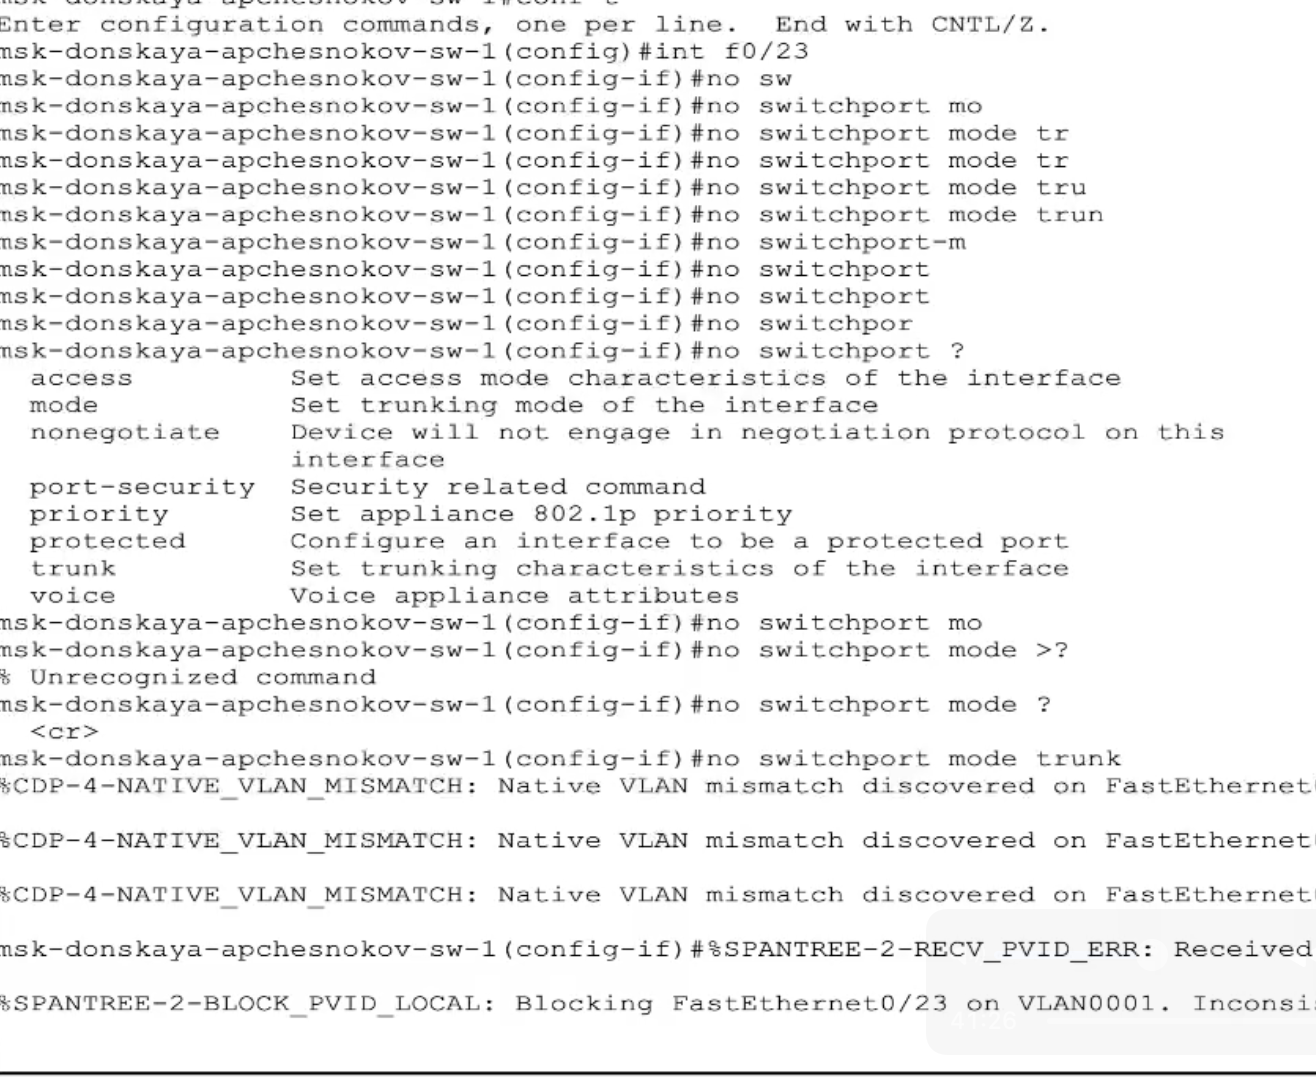 Enter configuration commands, one per line.  End with CNTL/Z.
msk-donskaya-apchesnokov-sw-1(config)#int f0/23
msk-donskaya-apchesnokov-sw-1(config-if)#no sw
msk-donskaya-apchesnokov-sw-1(config-if)#no switchport mo
msk-donskaya-apchesnokov-sw-1(config-if)#no switchport mode tr
msk-donskaya-apchesnokov-sw-1(config-if)#no switchport mode tr
msk-donskaya-apchesnokov-sw-1(config-if)#no switchport mode tru
msk-donskaya-apchesnokov-sw-1(config-if)#no switchport mode trun
msk-donskaya-apchesnokov-sw-1(config-if)#no switchport-m
msk-donskaya-apchesnokov-sw-1(config-if)#no switchport
msk-donskaya-apchesnokov-sw-1(config-if)#no switchport
msk-donskaya-apchesnokov-sw-1(config-if)#no switchpor
msk-donskaya-apchesnokov-sw-1(config-if)#no switchport ?
access         Set access mode characteristics of the interface
mode           Set trunking mode of the interface
nonegotiate    Device will not engage in negotiation protocol on this
interface
port-security  Security related command
priority       Set appliance 802.1p priority
protected      Configure an interface to be a protected port
trunk          Set trunking characteristics of the interface
voice          Voice appliance attributes
msk-donskaya-apchesnokov-sw-1(config-if)#no switchport mo
msk-donskaya-apchesnokov-sw-1(config-if)#no switchport mode >?
% Unrecognized command
msk-donskaya-apchesnokov-sw-1(config-if)#no switchport mode ?
<cr>
msk-donskaya-apchesnokov-sw-1(config-if)#no switchport mode trunk
%CDP-4-NATIVE_VLAN_MISMATCH: Native VLAN mismatch discovered on FastEthernet
%CDP-4-NATIVE_VLAN_MISMATCH: Native VLAN mismatch discovered on FastEthernet
%CDP-4-NATIVE_VLAN_MISMATCH: Native VLAN mismatch discovered on FastEthernet
msk-donskaya-apchesnokov-sw-1(config-if)#%SPANTREE-2-RECV_PVID_ERR: Received
%SPANTREE-2-BLOCK_PVID_LOCAL: Blocking FastEthernet0/23 on VLAN0001. Inconsi
41:26